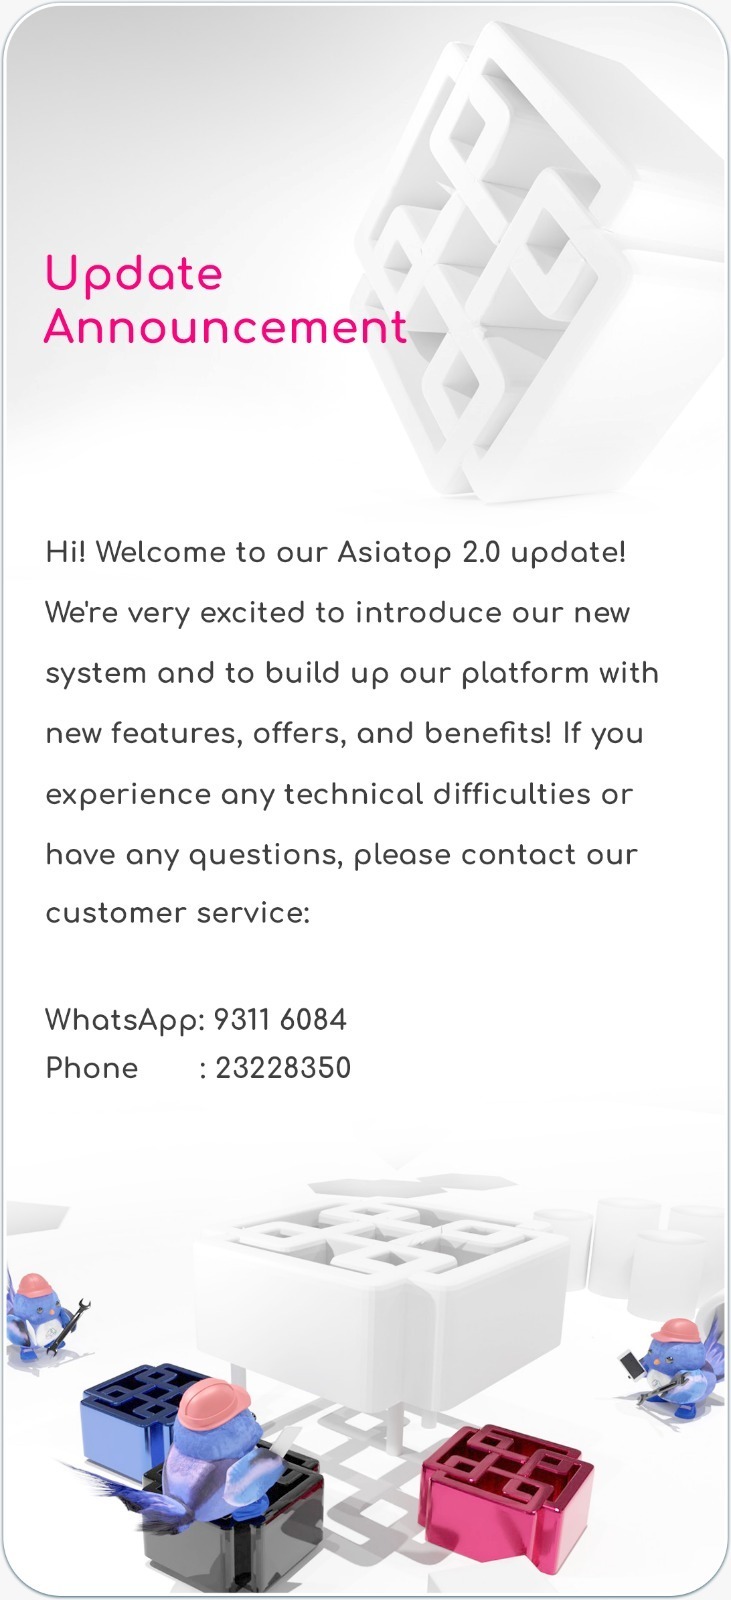 Update
Announcement
Hi! Welcome to our Asiatop 2.0 update!
We're very excited to introduce our new
system and to build up our platform with
new features, offers, and benefits! If you
experience any technical difficulties or
have any questions, please contact our
customer service:
WhatsApp: 9311 6084
Phone : 23228350